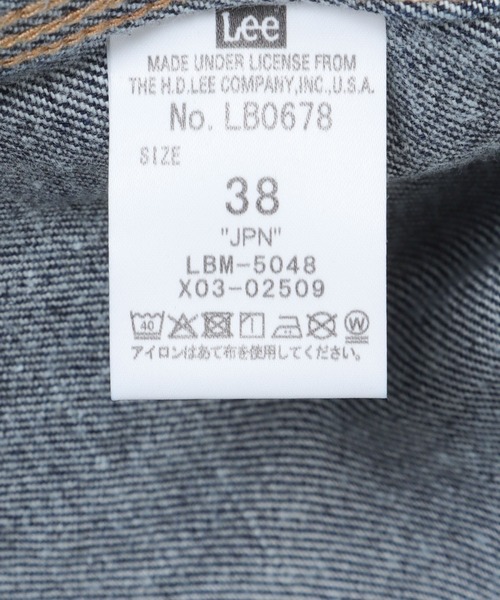 Lee
MADE UNDER LICENSE FROM
THE H.D.LEE COMPANY,INC.,U.S.A.
No. LB0678
SIZE
38
"JPN"
LBM-5048
X03-02509
40
W
アイロンはあて布を使用してください。